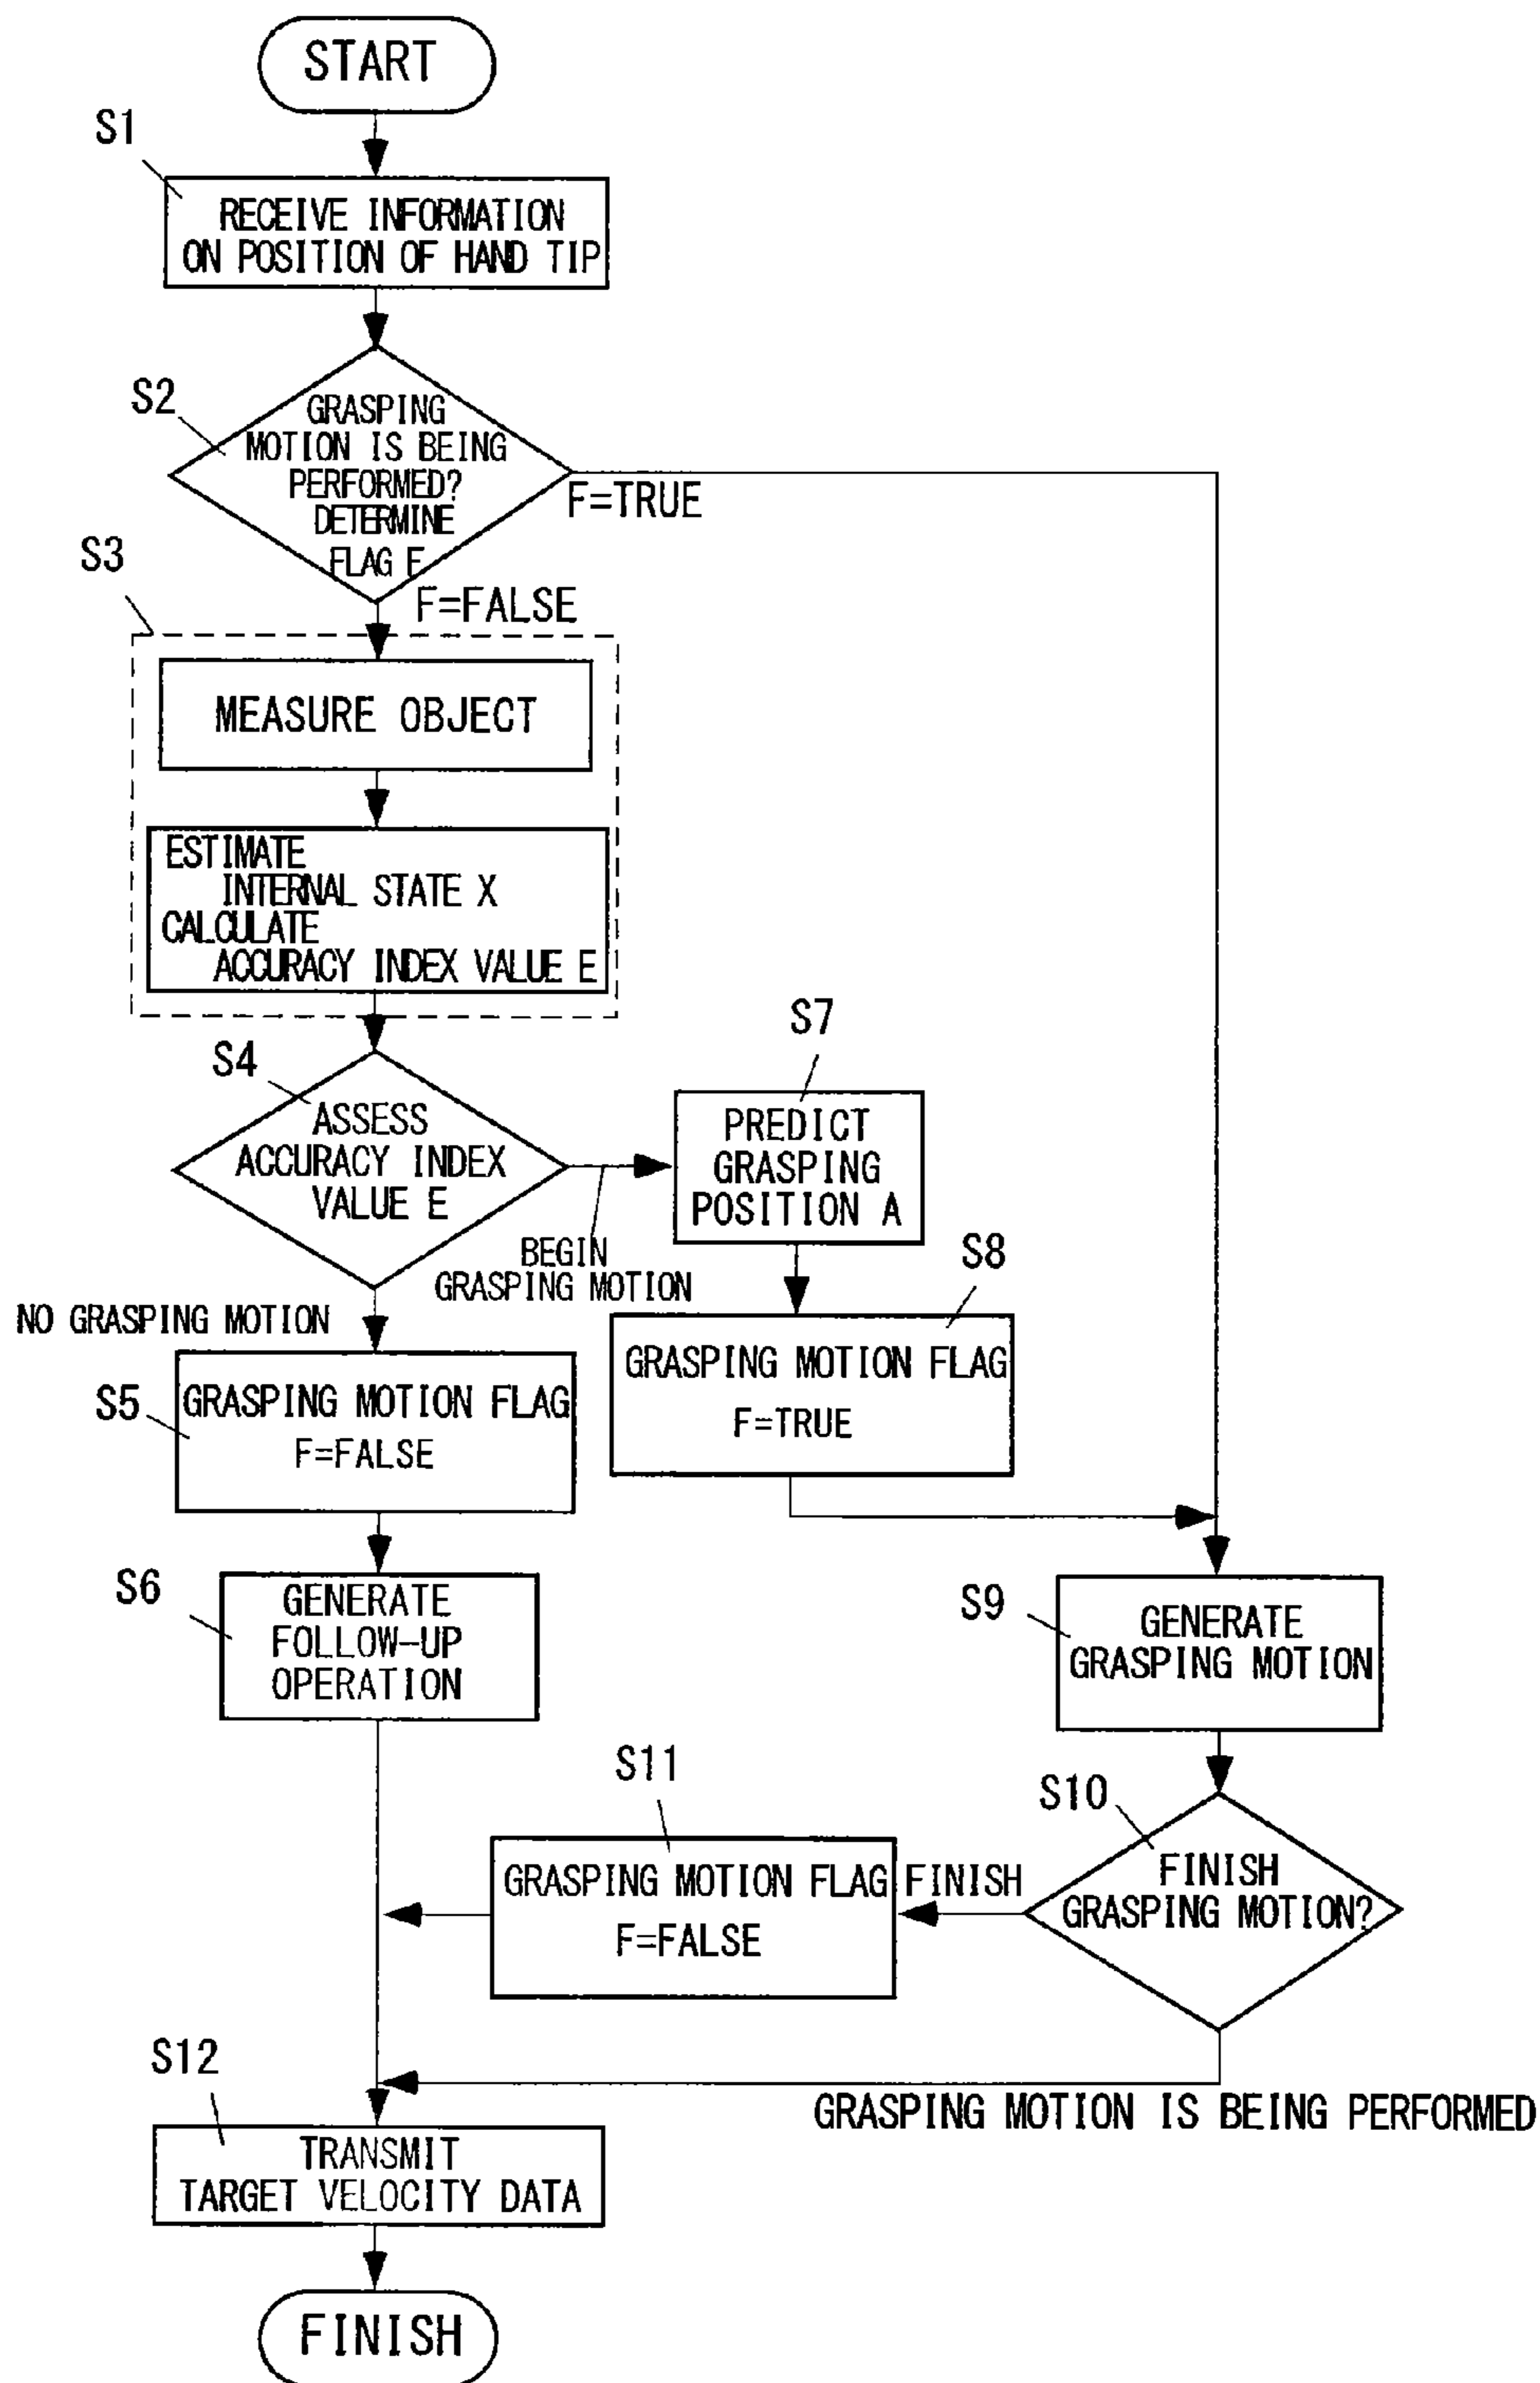 START
S1
RECEIVE INFORMATION
ON POSITION OF HAND TIP
S2
GRASPING
MOTION IS BEING
PERFORMED?
DETERMINE
FLAG F
F=TRUE
F=FALSE
S3
MEASURE OBJECT
ESTIMATE
INTERNAL STATE X
CALCULATE
ACCURACY INDEX VALUE E
S4
ASSESS
ACCURACY INDEX
VALUE E
BEGIN
GRASPING MOTION
NO GRASPING MOTION
S7
PREDICT
GRASPING
POSITION A
S8
GRASPING MOTION FLAG
F=TRUE
S5
GRASPING MOTION FLAG
F=FALSE
S6
GENERATE
FOLLOW-UP
OPERATION
S9
GENERATE
GRASPING MOTION
S10
FINISH
GRASPING MOTION?
FINISH
S11
GRASPING MOTION FLAG
F=FALSE
GRASPING MOTION IS BEING PERFORMED
S12
TRANSMIT
TARGET VELOCITY DATA
FINISH